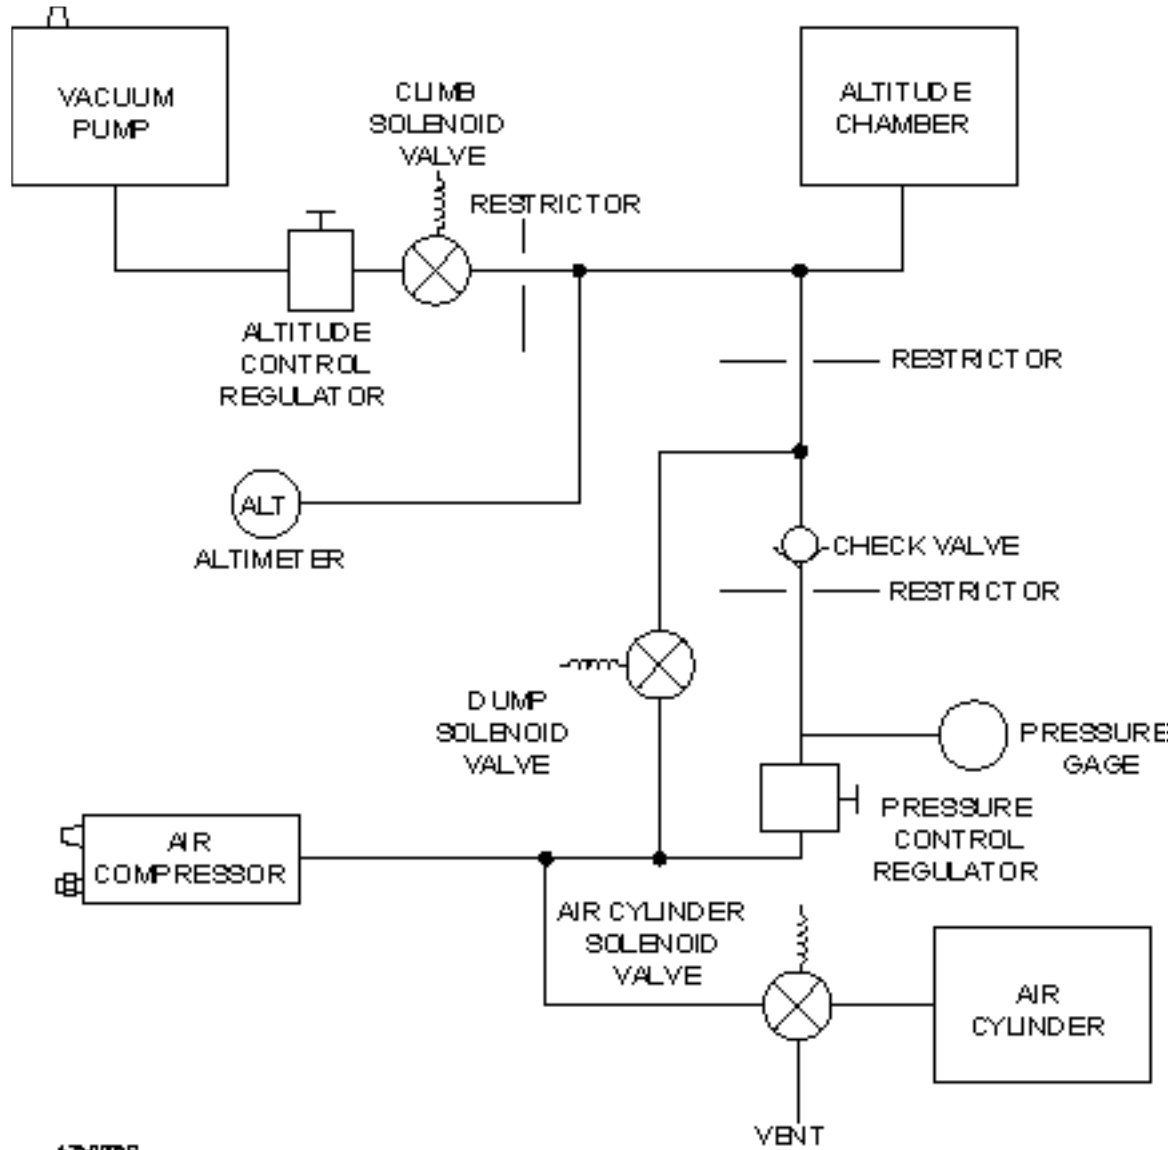 VACUUM
PUMP
CLIMB
SOLENOID
VALVE
ALTITUDE
CHAMBER
RESTRICTOR
ALTITUDE
CONTROL
REGULATOR
RESTRICTOR
ALT
ALTIMETER
CHECK VALVE
RESTRICTOR
DUMP
SOLENOID
VALVE
PRESSURE
GAGE
PRESSURE
CONTROL
REGULATOR
AIR
COMPRESSOR
AIR CYLINDER
SOLENOID
VALVE
AIR
CYLINDER
VENT